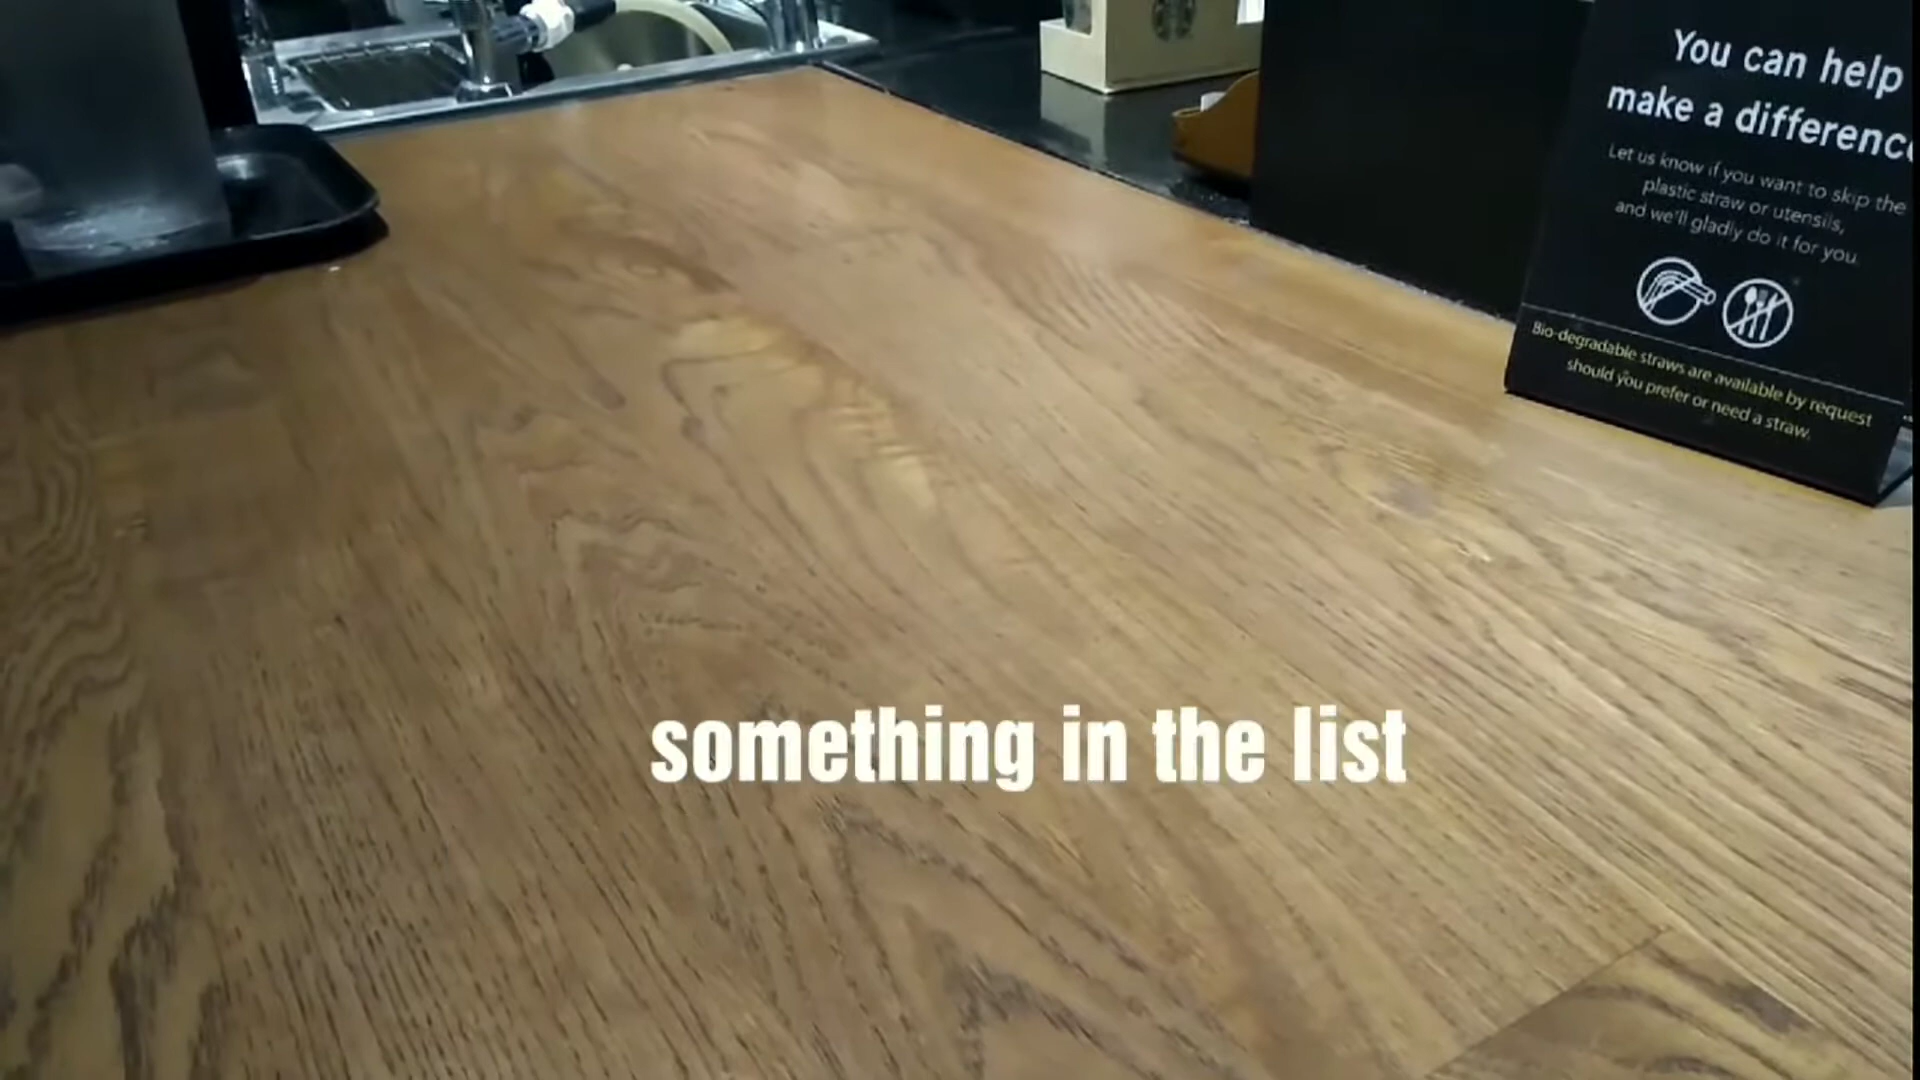 You can help
make a differenc
Let us know if you want to skip the
plastic straw or utensils,
and we'll gladly do it for you.
Bio-degradable straws are available by request
should you prefer or need a straw.
something in the list